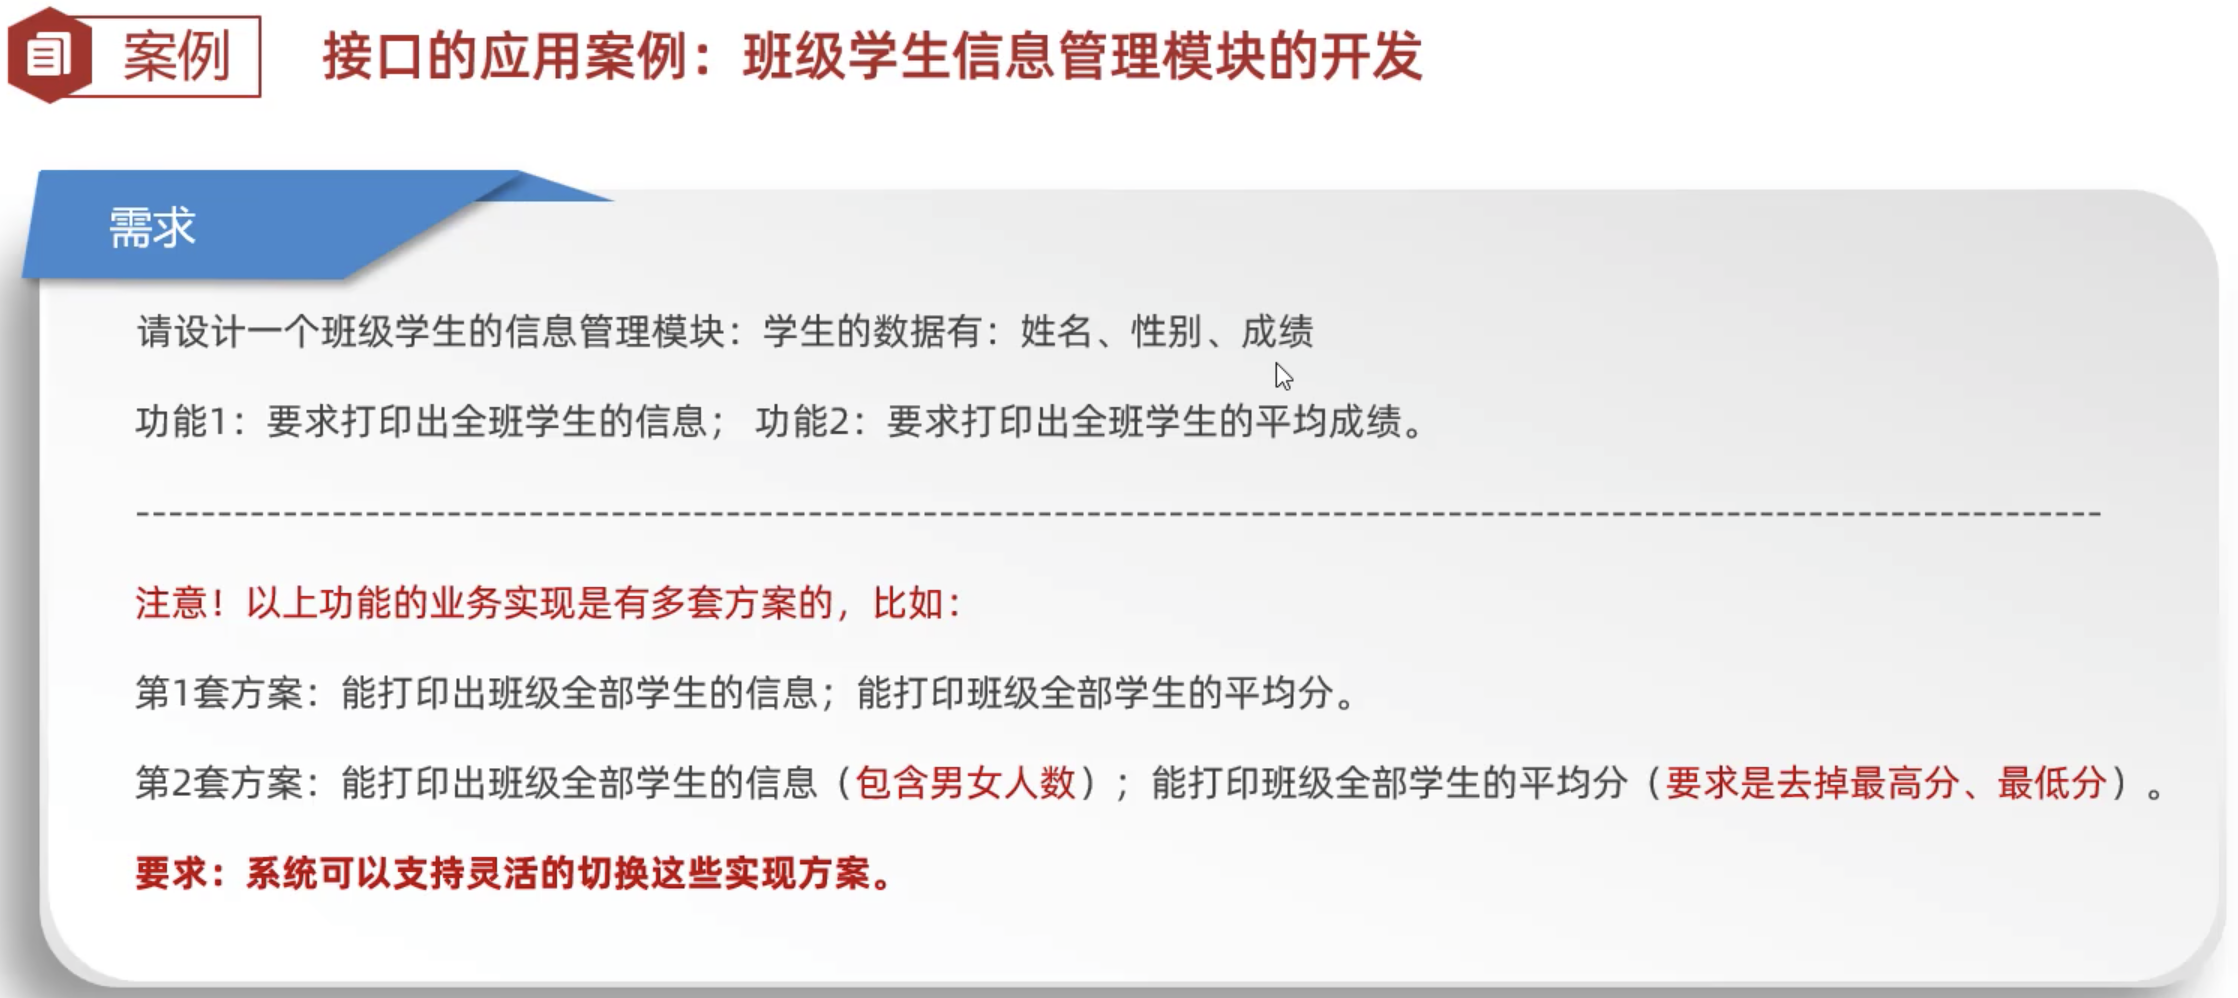 案例
接口的应用案例：班级学生信息管理模块的开发
需求
请设计一个班级学生的信息管理模块：学生的数据有：姓名、性别、成绩
功能1：要求打印出全班学生的信息； 功能2：要求打印出全班学生的平均成绩。
------------------------------------------------------------------------------------------------------------------------
注意！以上功能的业务实现是有多套方案的，比如：
第1套方案：能打印出班级全部学生的信息；能打印班级全部学生的平均分。
第2套方案：能打印出班级全部学生的信息（包含男女人数）；能打印班级全部学生的平均分（要求是去掉最高分、最低分）。
要求：系统可以支持灵活的切换这些实现方案。